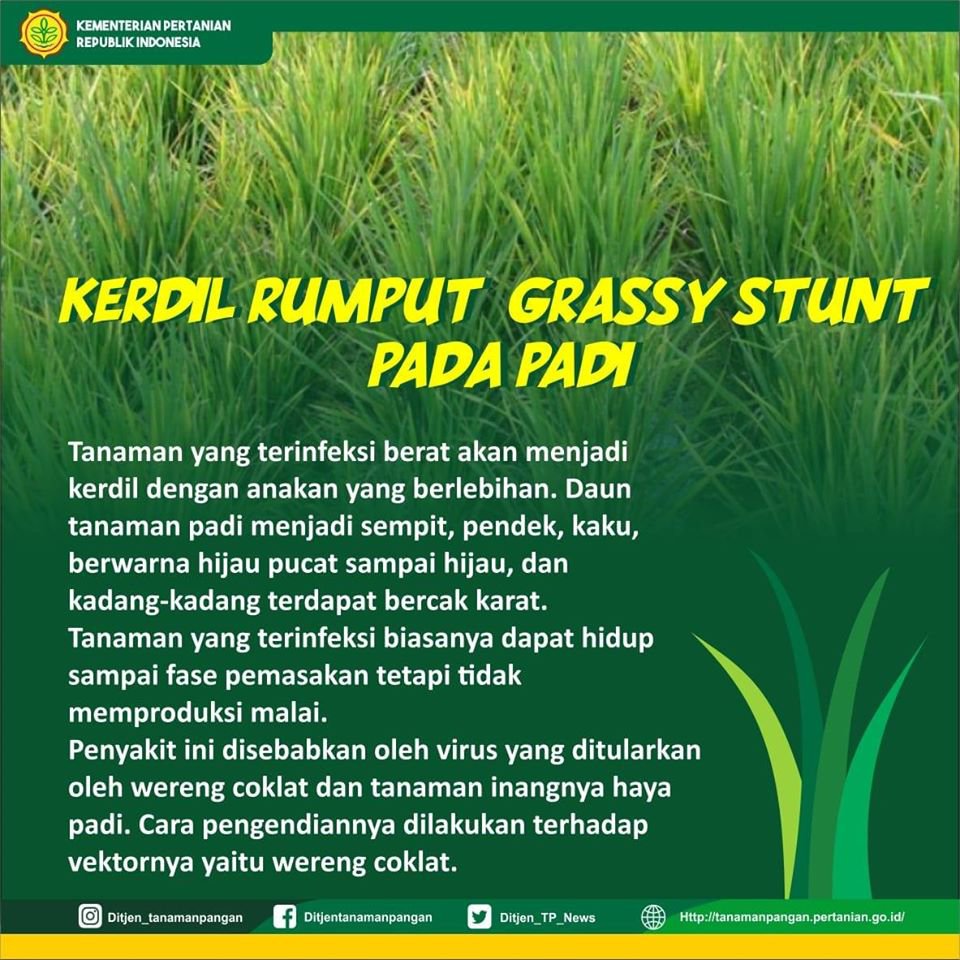 KEMENTERIAN PERTANIAN
REPUBLIK INDONESIA
KERDIL RUMPUT GRASSY STUNT
PADA PADI
Tanaman yang terinfeksi berat akan menjadi
kerdil dengan anakan yang berlebihan. Daun
tanaman padi menjadi sempit, pendek, kaku,
berwarna hijau pucat sampai hijau, dan
kadang-kadang terdapat bercak karat.
Tanaman yang terinfeksi biasanya dapat hidup
sampai fase pemasakan tetapi tidak
memproduksi malai.
Penyakit ini disebabkan oleh virus yang ditularkan
oleh wereng coklat dan tanaman inangnya haya
padi. Cara pengendiannya dilakukan terhadap
vektornya yaitu wereng coklat.
Ditjen_tanamanpangan Ditjentanamanpangan Ditjen_TP_News Http://tanamanpangan.pertanian.go.id/